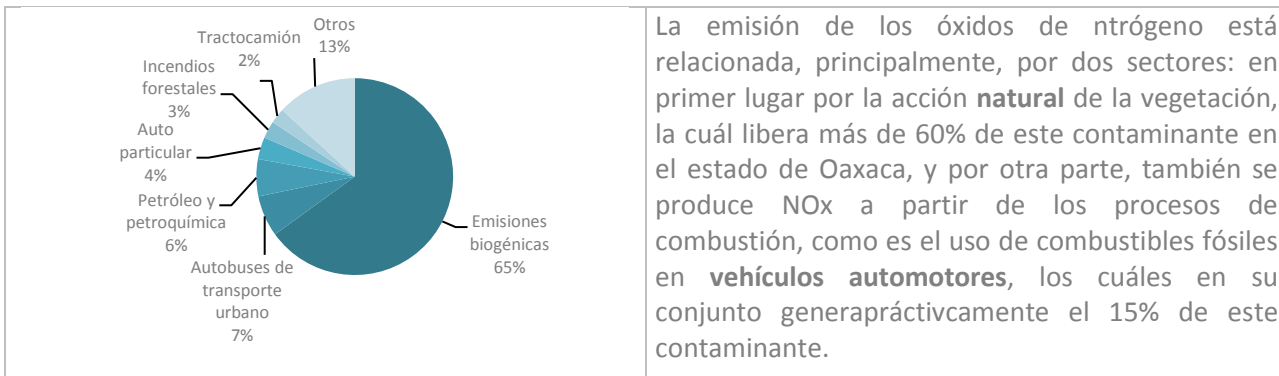 Otros
13%
Tractocamión
2%
Incendios
forestales
3%
Auto
particular
4%
Petróleo y
petroquímica
6%
Autobuses de
transporte
urbano
7%
Emisiones
biogénicas
65%
La emisión de los óxidos de ntrógeno está
relacionada, principalmente, por dos sectores: en
primer lugar por la acción natural de la vegetación,
la cuál libera más de 60% de este contaminante en
el estado de Oaxaca, y por otra parte, también se
produce NOx a partir de los procesos de
combustión, como es el uso de combustibles fósiles
en vehículos automotores, los cuáles en su
conjunto generapráctivcamente el 15% de este
contaminante.